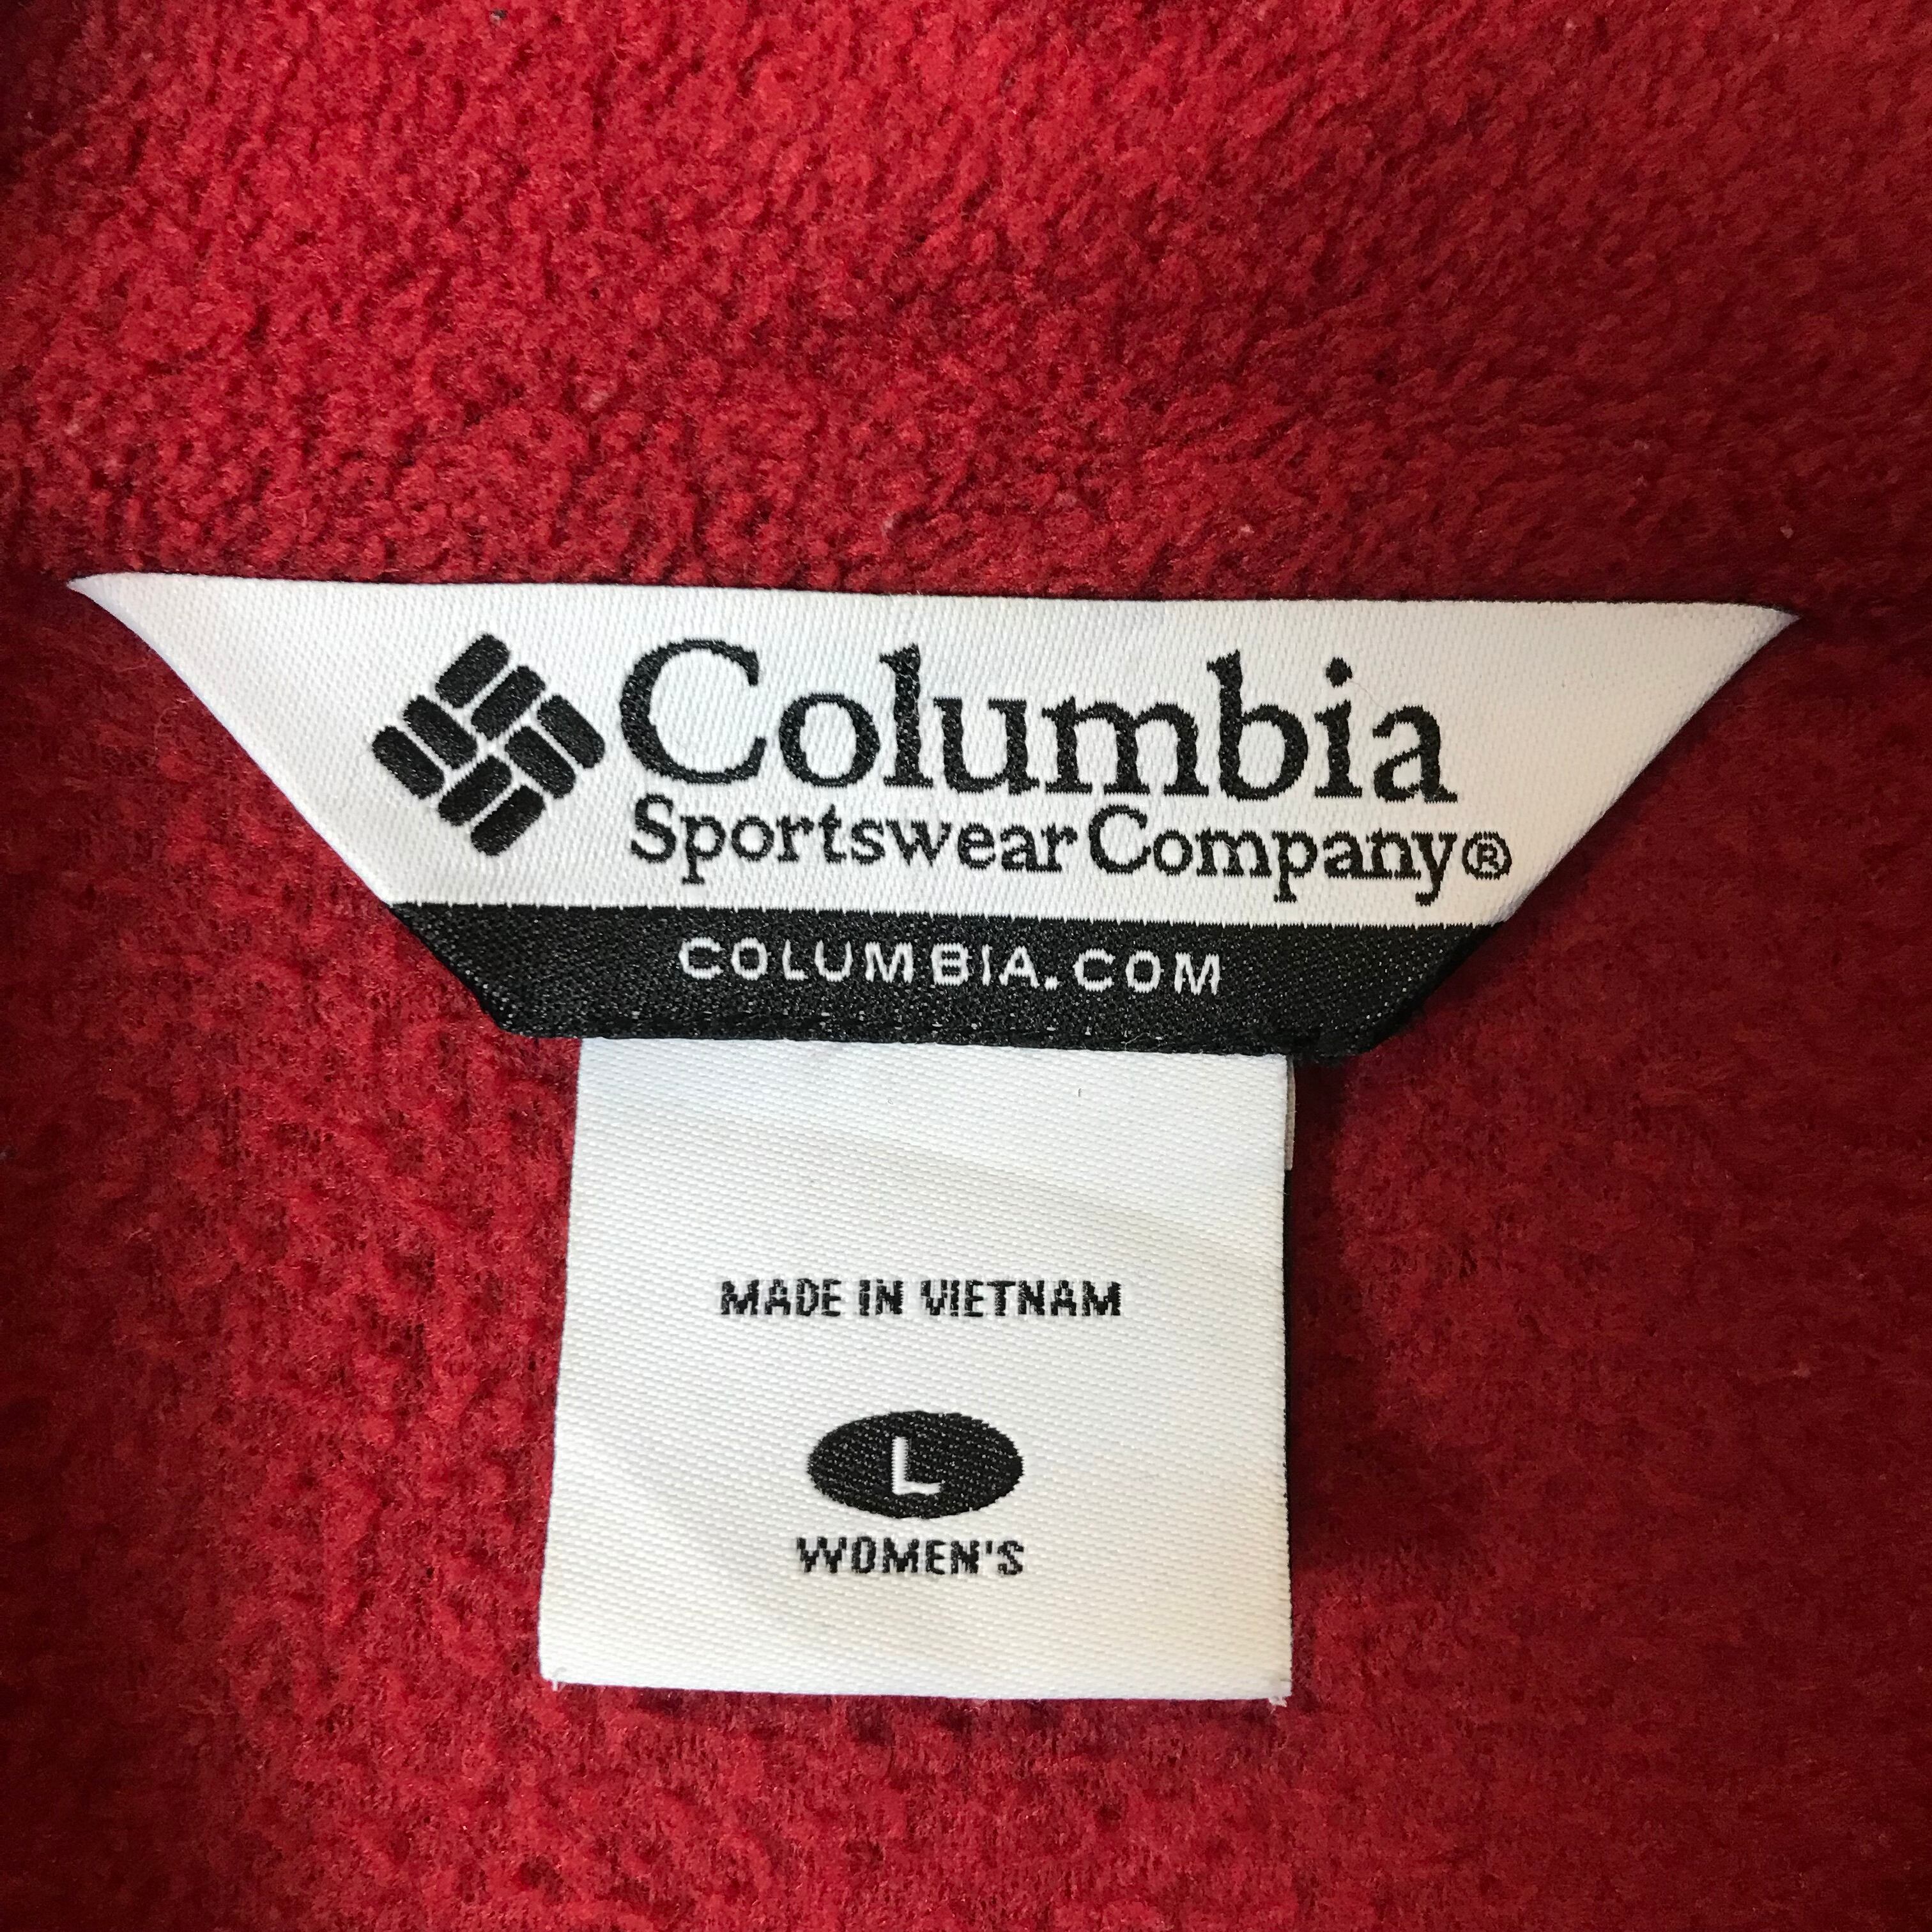 Columbia
Sportswear Company®
COLUMBIA.COM
MADE IN VIETNAM
L
WOMEN'S